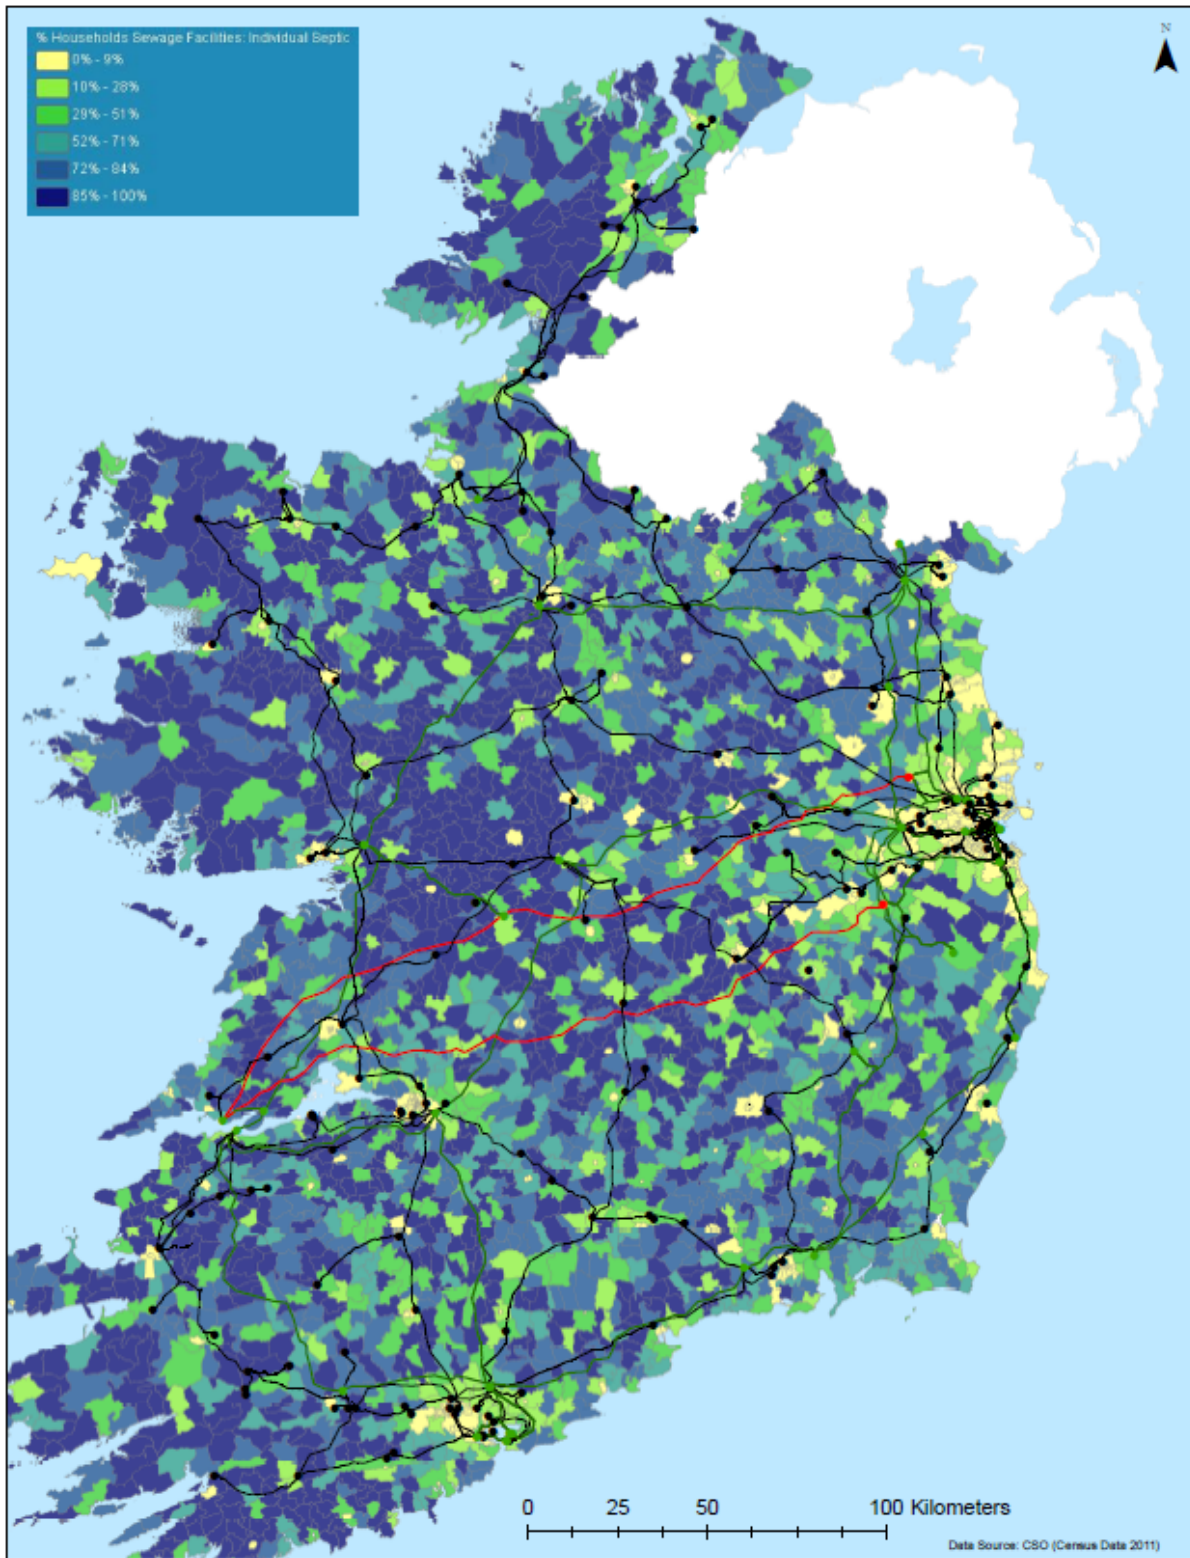 % Households Sewage Facilities: Individual Septic
0% - 9%
10% - 28%
29% - 51%
52% - 71%
72% - 84%
85% - 100%
N
0 25 50 100 Kilometers
Data Source: CSO (Census Data 2011)